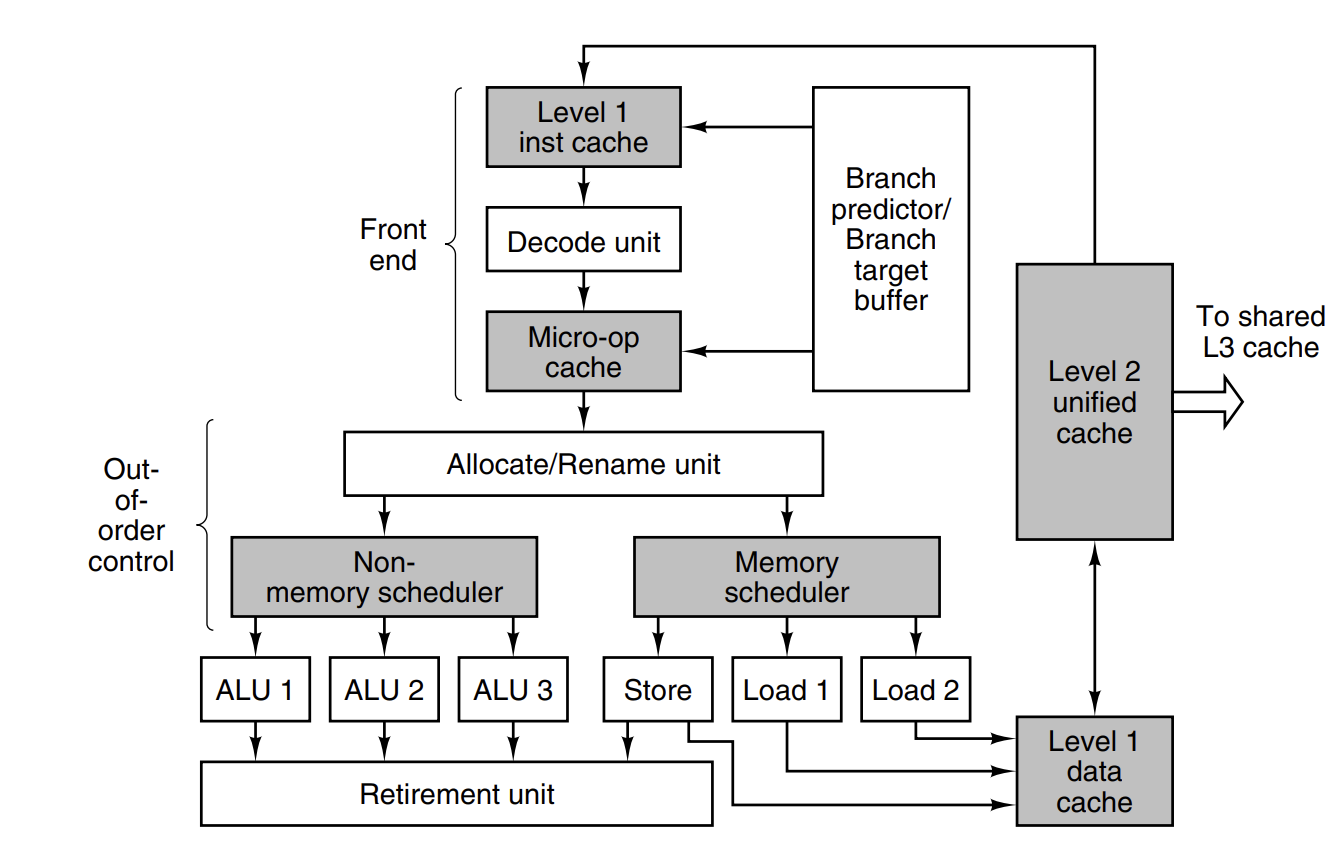 Level 1
inst cache
Branch
predictor/
Branch
target
buffer
Front
end
Decode unit
Micro-op
cache
To shared
L3 cache
Level 2
unified
cache
Out-
of-
order
control
Allocate/Rename unit
Non-
memory scheduler
Memory
scheduler
ALU 1
ALU 2
ALU 3
Store
Load 1
Load 2
Level 1
data
cache
Retirement unit